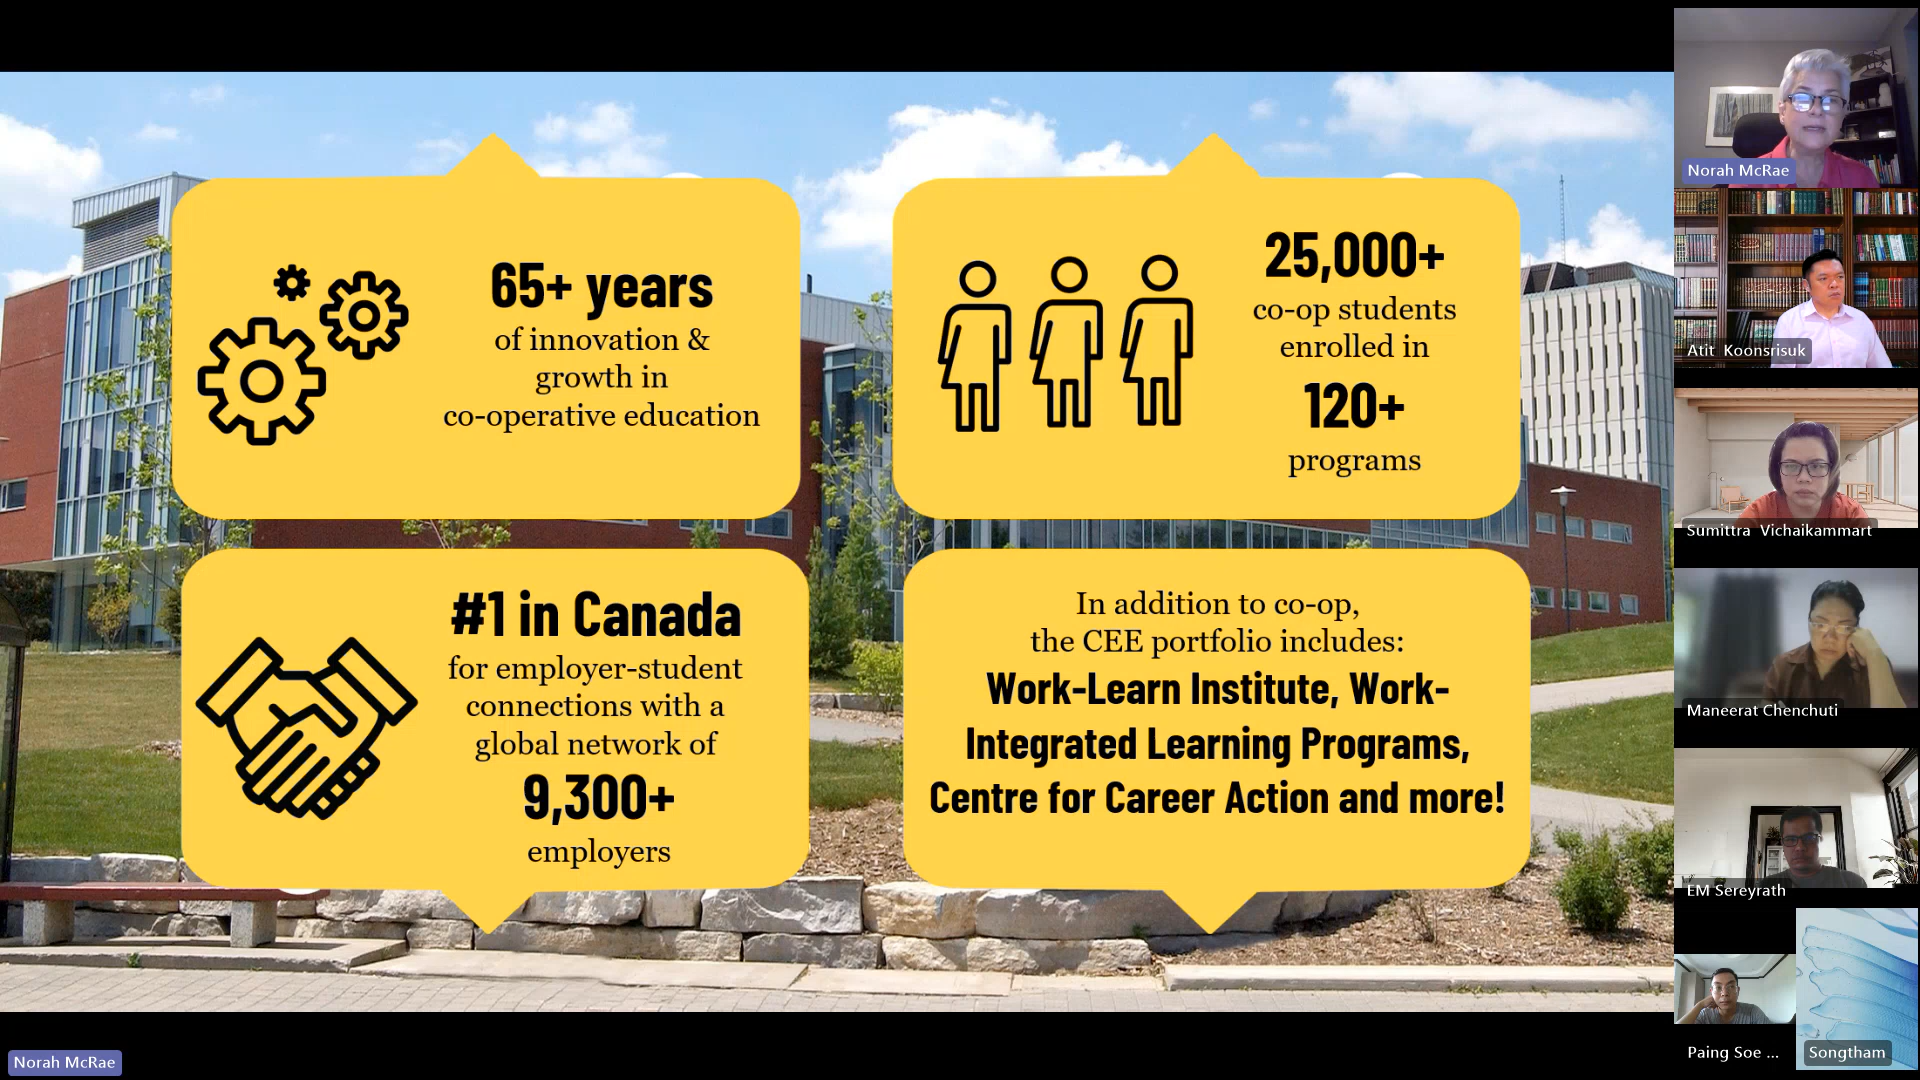 65+ years
of innovation &
growth in
co-operative education
25,000+
co-op students
enrolled in
120+
programs
#1 in Canada
for employer-student
connections with a
global network of
9,300+
employers
In addition to co-op,
the CEE portfolio includes:
Work-Learn Institute, Work-
Integrated Learning Programs,
Centre for Career Action and more!
Norah McRae
Atit Koonsrisuk
Sumittra Vichaikammart
Maneerat Chenchuti
EM Sereyrath
Paing Soe ...
Songtham
Norah McRae